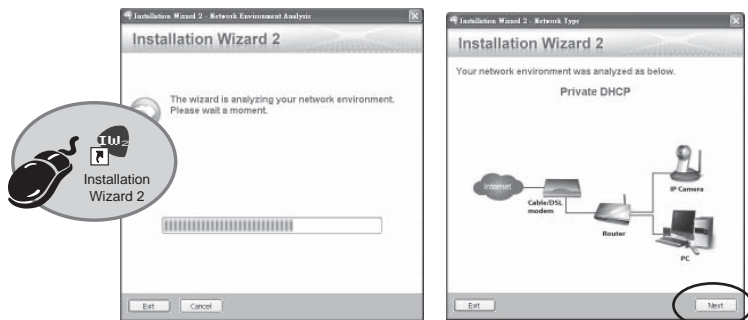 Installation Wizard 2 - Network Environment Analysis
Installation Wizard 2
The wizard is analyzing your network environment.
Please wait a moment.
IW2
Installation
Wizard 2
Exit
Cancel
Installation Wizard 2 - Network Type
Installation Wizard 2
Your network environment was analyzed as below.
Private DHCP
Internet
Cable/DSL
modem
Router
IP Camera
PC
Exit
Next